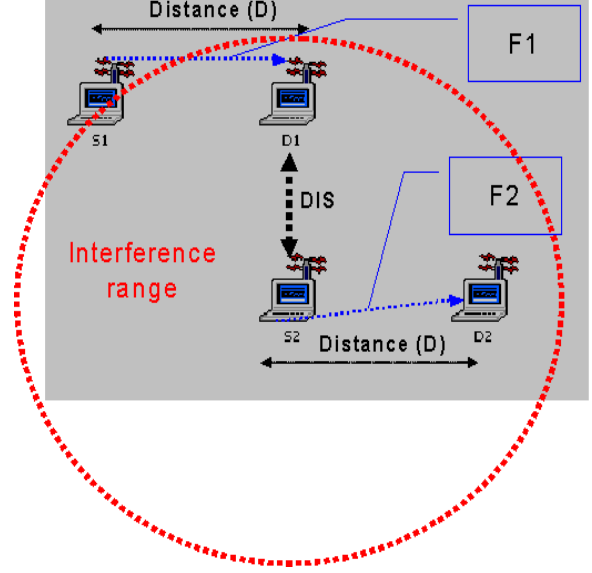 Distance (D)
F1
S1
D1
DIS
F2
Interference
range
S2
D2
Distance (D)